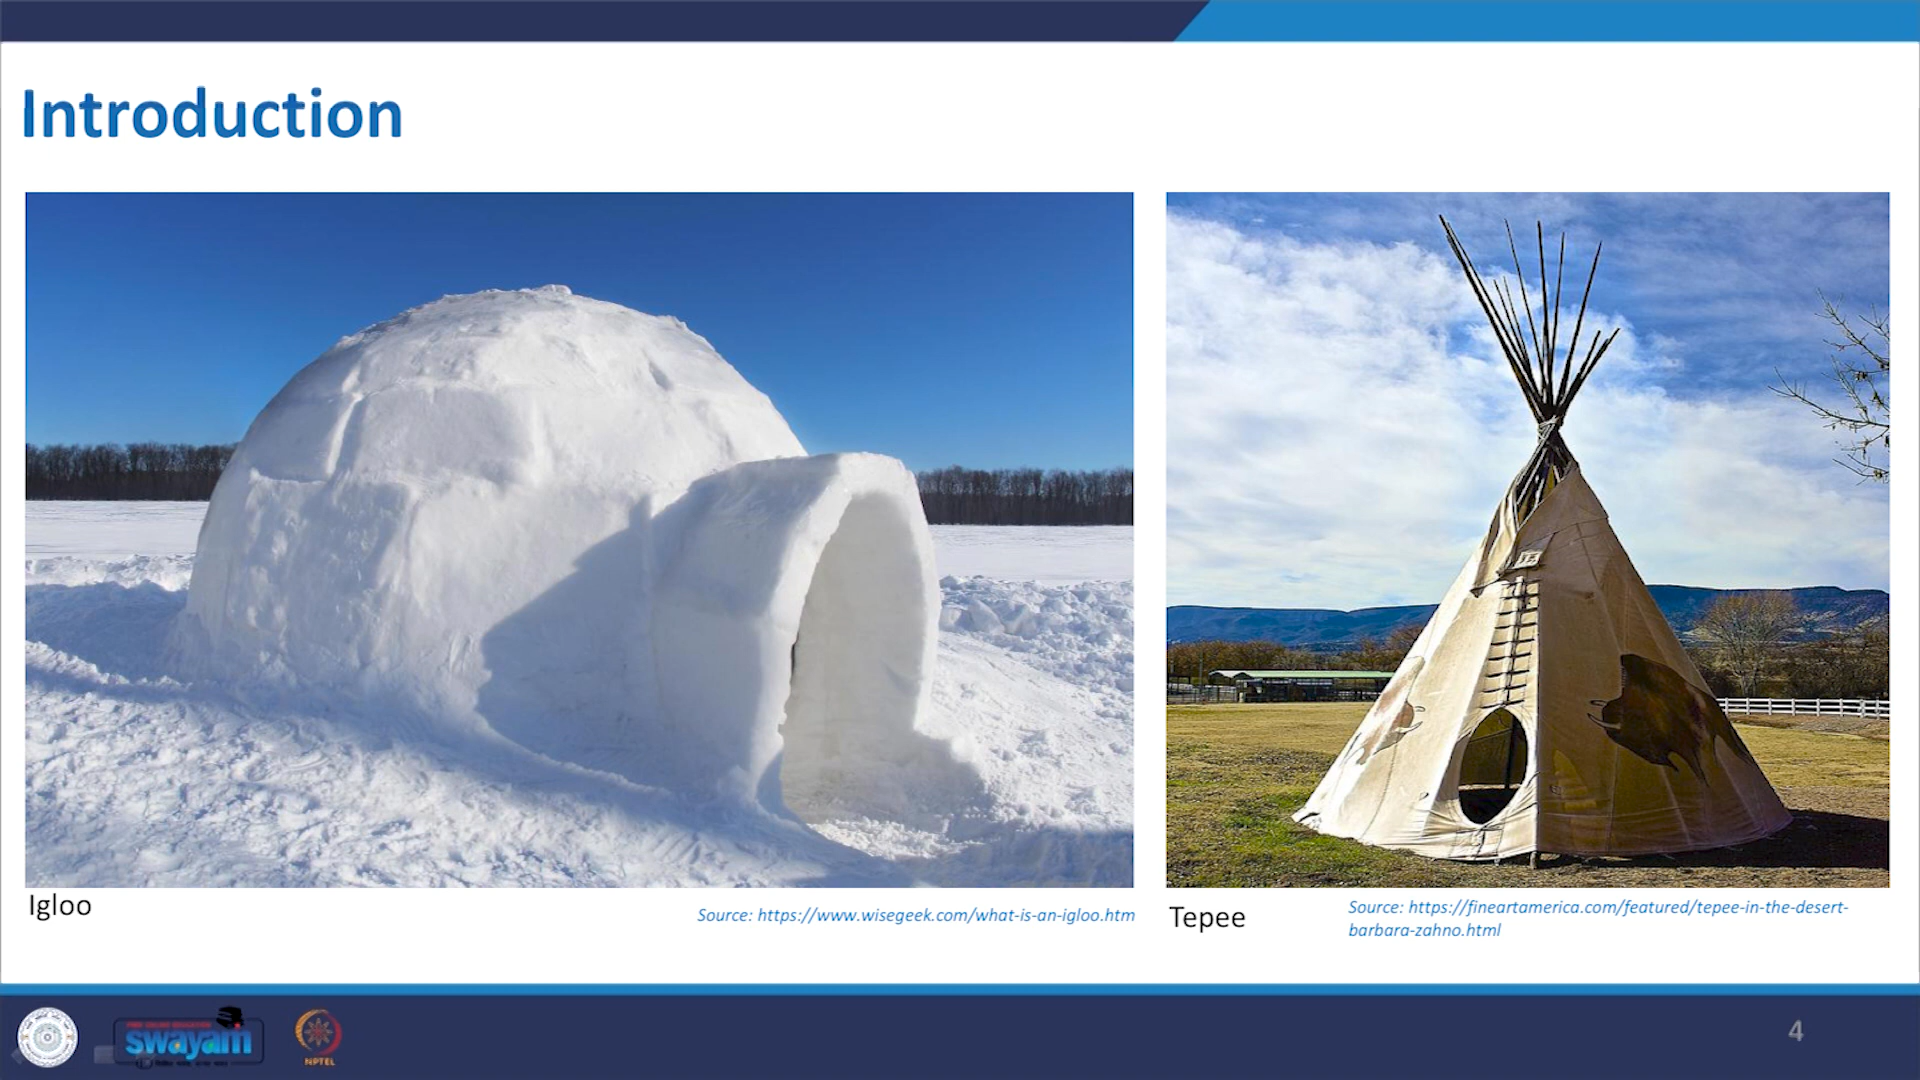 Introduction
Igloo
Source: https://www.wisegeek.com/what-is-an-igloo.htm
Tepee
Source: https://fineartamerica.com/featured/tepee-in-the-desert-
barbara-zahno.html
swayam
NPTEL
4